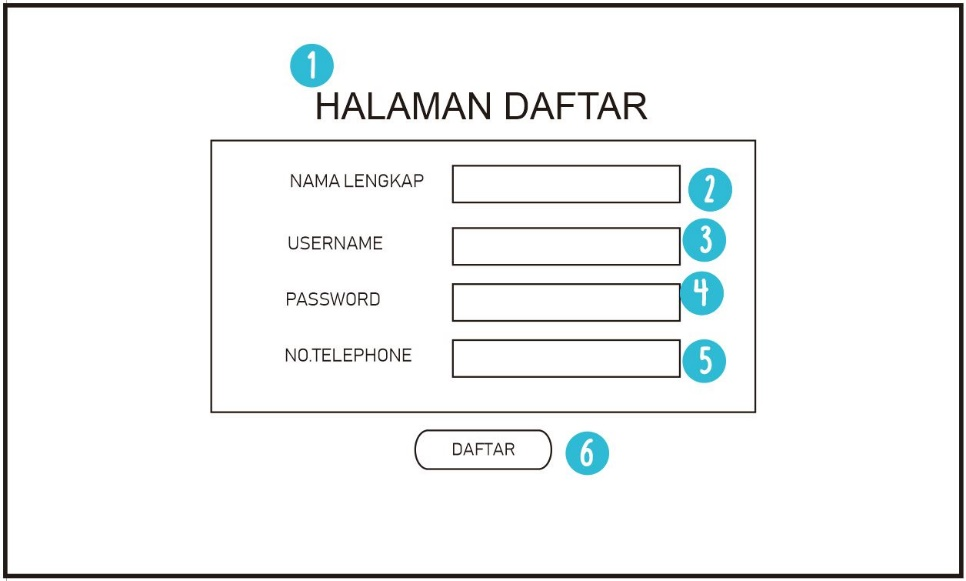 1
HALAMAN DAFTAR
NAMA LENGKAP 2
USERNAME 3
PASSWORD 4
NO.TELEPHONE 5
DAFTAR 6